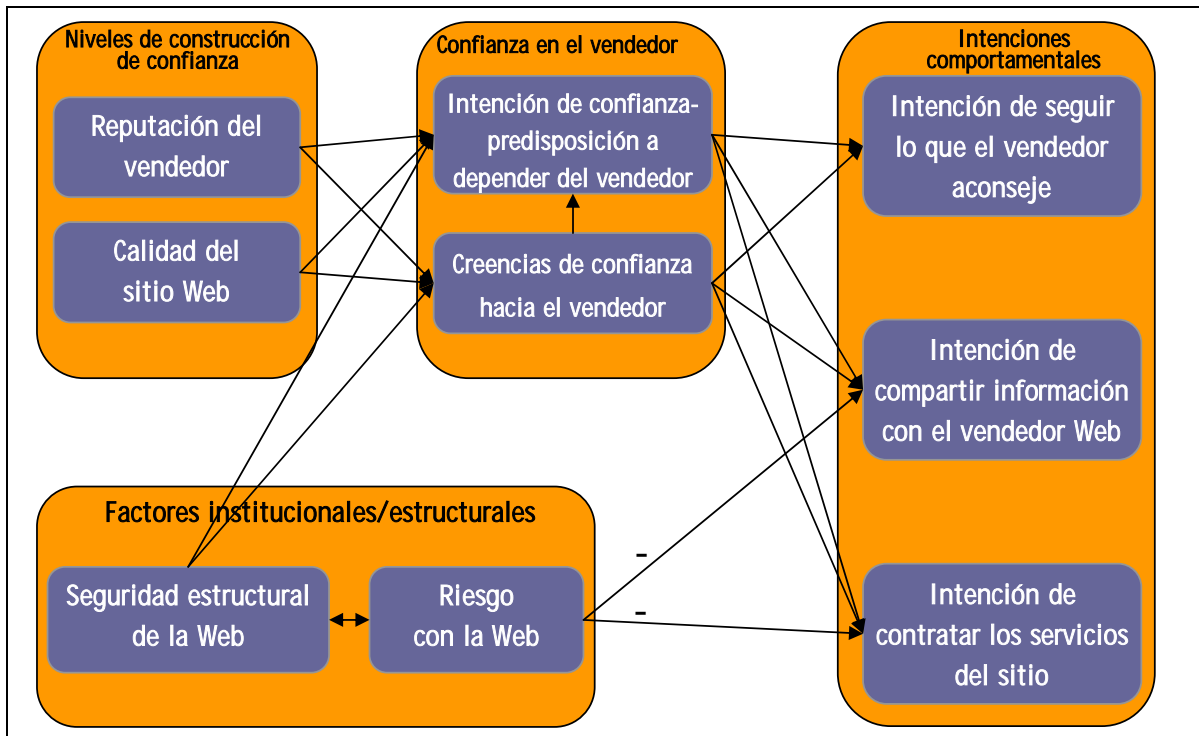 Niveles de construcción
de confianza
Reputación del
vendedor
Calidad del
sitio Web
Confianza en el vendedor
Intención de confianza-
predisposición a
depender del vendedor
Creencias de confianza
hacia el vendedor
Intenciones
comportamentales
Intención de seguir
lo que el vendedor
aconseje
Intención de
compartir información
con el vendedor Web
Intención de
contratar los servicios
del sitio
Factores institucionales/estructurales
Seguridad estructural
de la Web
Riesgo
con la Web
-
-